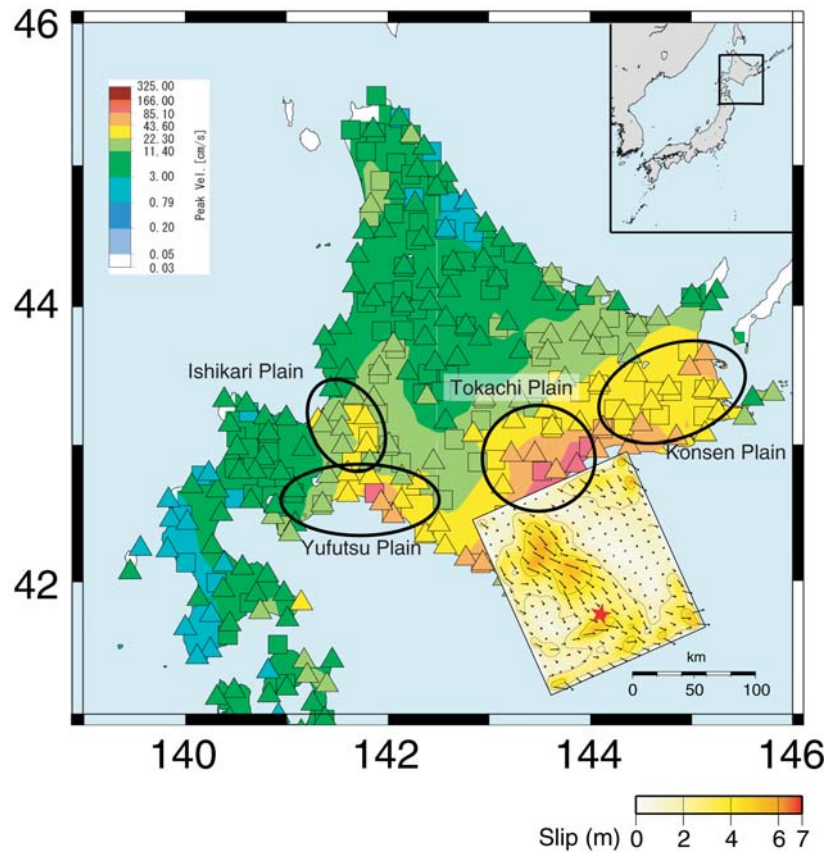 46
44
42
325.00
166.00
85.10
43.60
22.30
11.40
3.00
0.79
0.20
0.05
0.03
Peak Vel. [cm/s]
Ishikari Plain
Tokachi Plain
Konsen Plain
Yufutsu Plain
km
0 50 100
140 142 144 146
Slip (m) 0 2 4 6 7